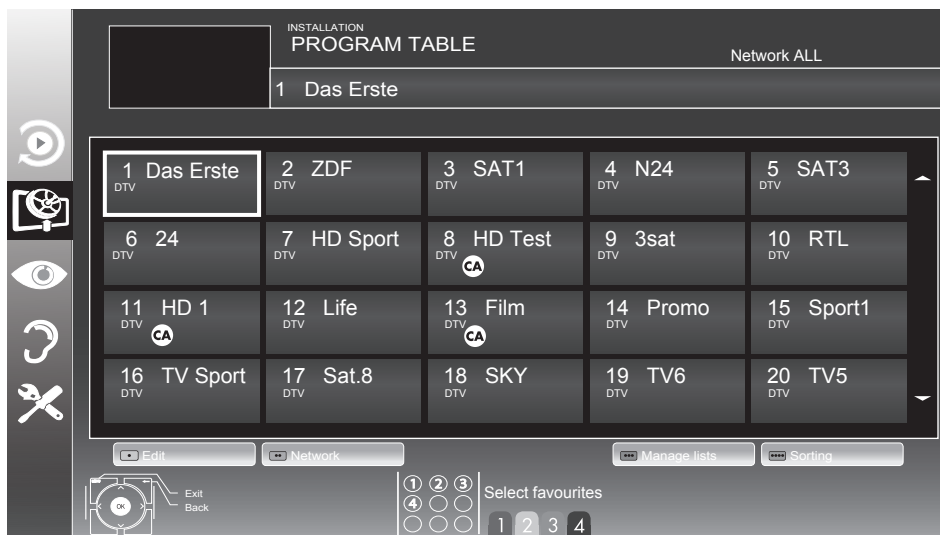 INSTALLATION
PROGRAM TABLE
Network ALL
1 Das Erste
1 Das Erste
DTV
2 ZDF
DTV
3 SAT1
DTV
4 N24
DTV
5 SAT3
DTV
6 24
DTV
7 HD Sport
DTV
8 HD Test
DTV
CA
9 3sat
DTV
10 RTL
DTV
11 HD 1
DTV
CA
12 Life
DTV
13 Film
DTV
CA
14 Promo
DTV
15 Sport1
DTV
16 TV Sport
DTV
17 Sat.8
DTV
18 SKY
DTV
19 TV6
DTV
20 TV5
DTV
Edit
Network
Manage lists
Sorting
Exit
Back
OK
1 2 3
4
Select favourites
1 2 3 4